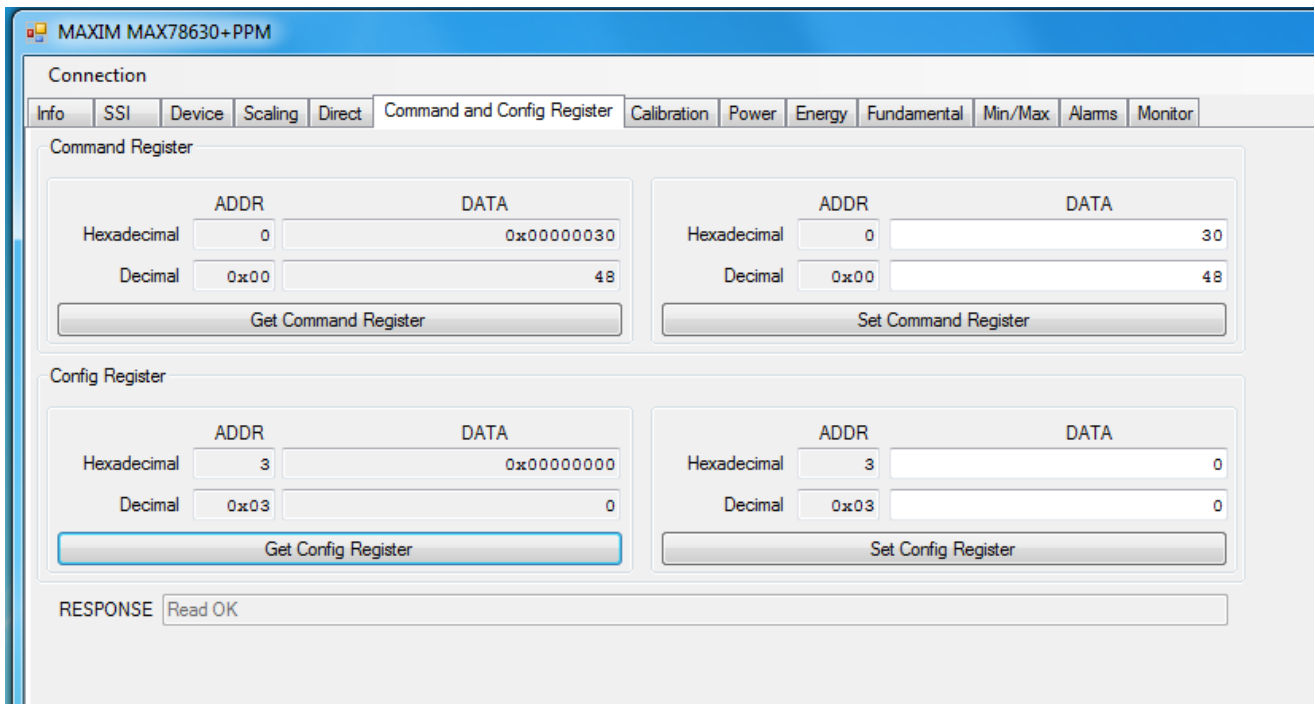 MAXIM MAX78630+PPM
Connection
Info SSI Device Scaling Direct Command and Config Register Calibration Power Energy Fundamental Min/Max Alarms Monitor
Command Register
ADDR DATA ADDR DATA
Hexadecimal 0 0x00000030 Hexadecimal 0 30
Decimal 0x00 48 Decimal 0x00 48
Get Command Register Set Command Register
Config Register
ADDR DATA ADDR DATA
Hexadecimal 3 0x00000000 Hexadecimal 3 0
Decimal 0x03 0 Decimal 0x03 0
Get Config Register Set Config Register
RESPONSE Read OK